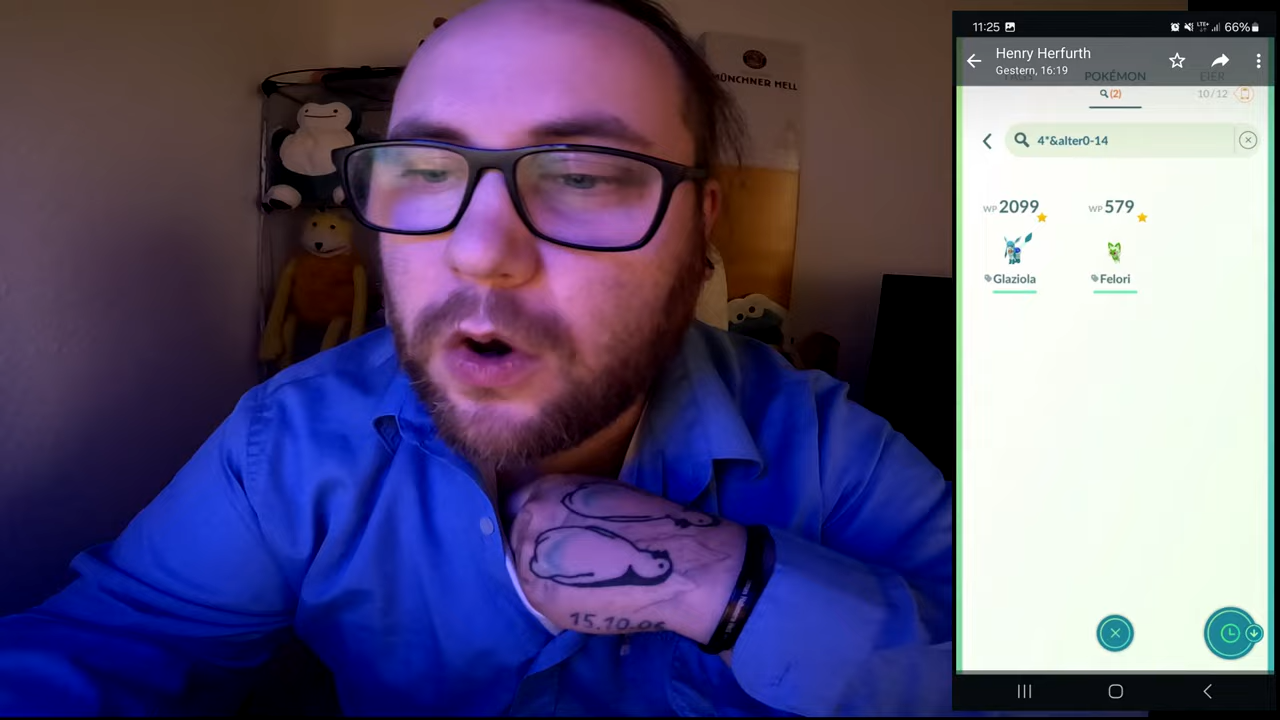 MÜNCHNER HELL
15.10.
11:25
LTE+
66%
Henry Herfurth
Gestern, 16:19
POKÉMON
EIER
(2)
10/12
4*&alter0-14
WP 2099
WP 579
Glaziola
Felori